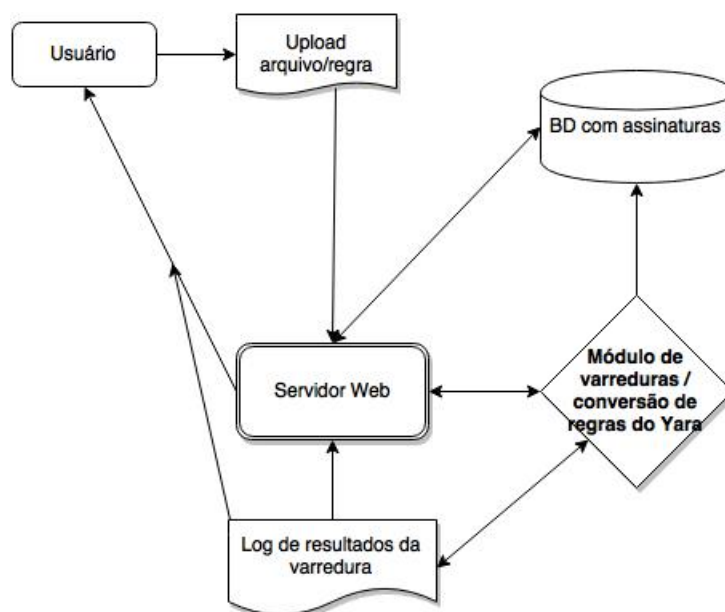 Usuário
Upload
arquivo/regra
BD com assinaturas
Servidor Web
Módulo de
varreduras /
conversão de
regras do Yara
Log de resultados da
varredura